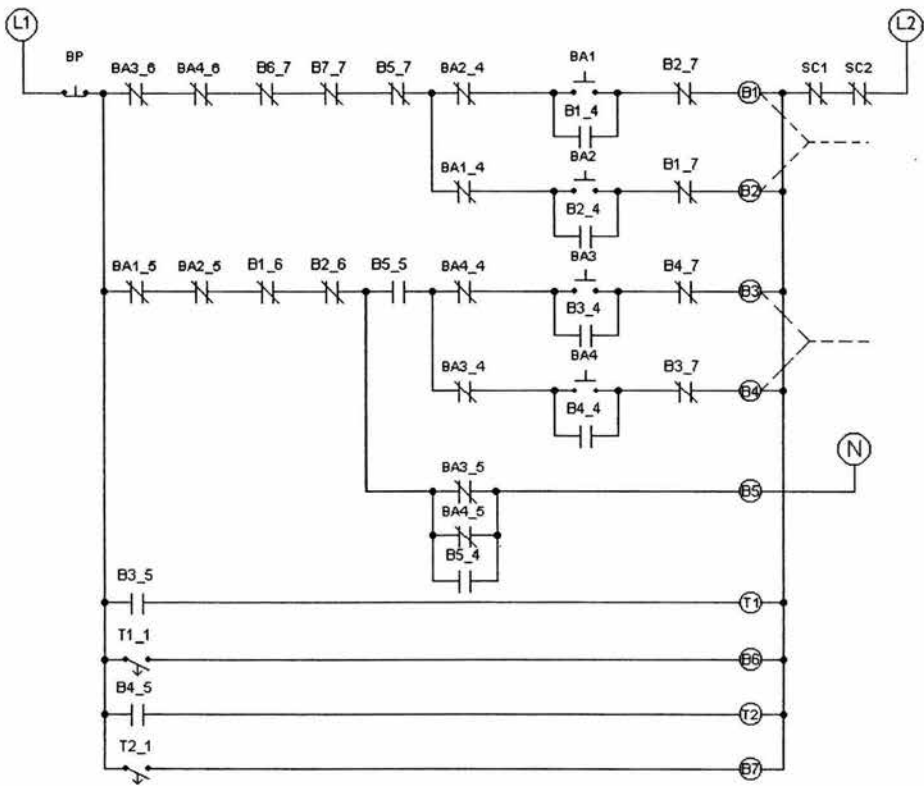 L1
L2
BP
BA3_6 BA4_6 B6_7 B7_7 B5_7 BA2_4 BA1 B2_7 SC1 SC2
B1
B1_4
BA1_4 BA2 B1_7
B2
B2_4
BA1_5 BA2_5 B1_6 B2_6 B5_5 BA4_4 BA3 B4_7
B3
B3_4
BA3_4 BA4 B3_7
B4
B4_4
N
BA3_5
B5
BA4_5
B5_4
B3_5
T1
T1_1
B6
B4_5
T2
T2_1
B7